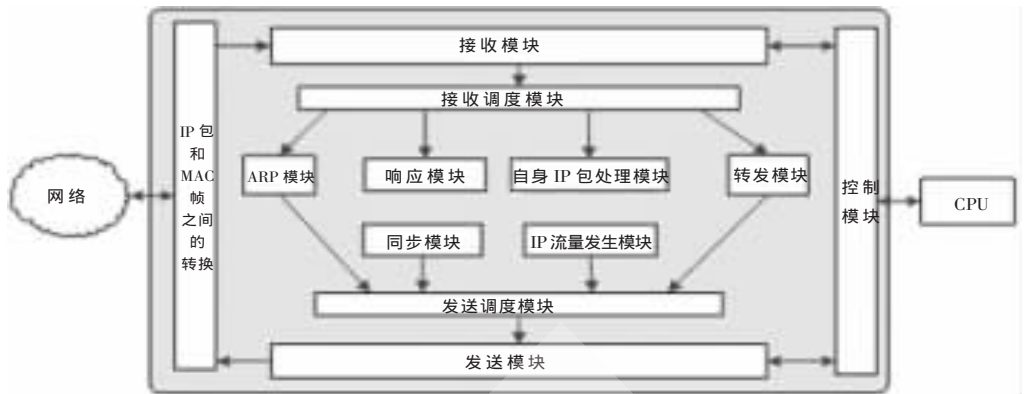 接收模块
接收调度模块
IP 包
和
MAC
帧
之间
的
转换
网络
ARP 模块
响应模块
自身 IP 包处理模块
转发模块
控制
模块
CPU
同步模块
IP 流量发生模块
发送调度模块
发送模块